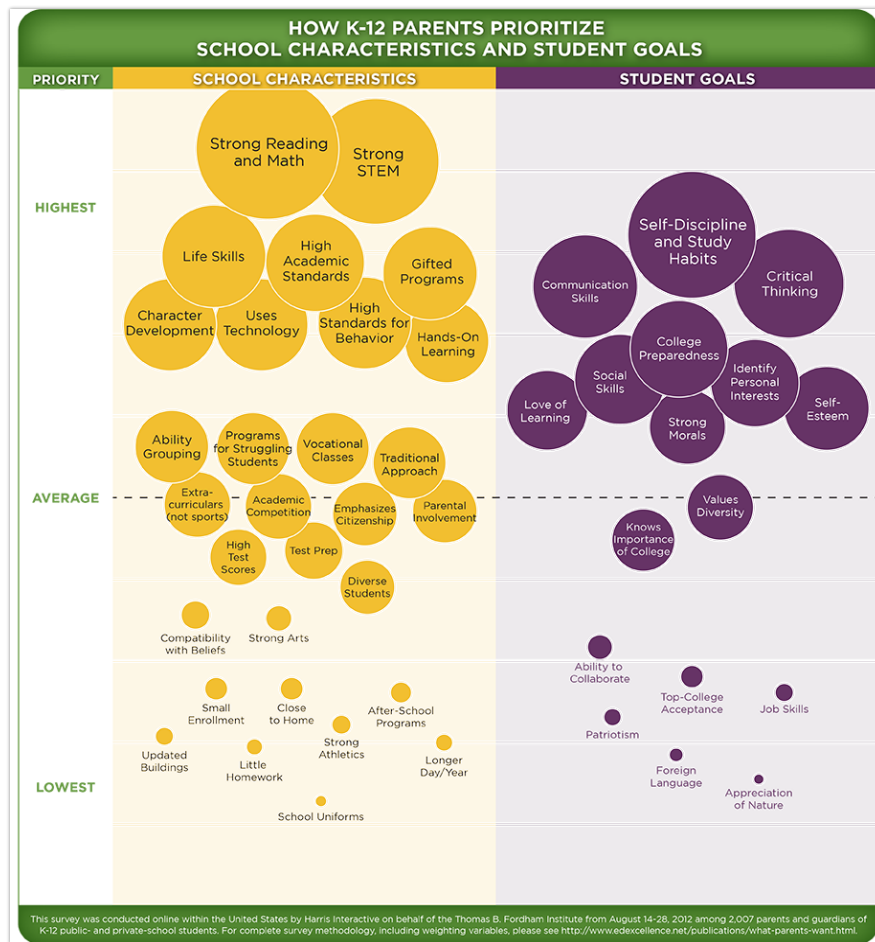 HOW K-12 PARENTS PRIORITIZE
SCHOOL CHARACTERISTICS AND STUDENT GOALS
PRIORITY
SCHOOL CHARACTERISTICS
STUDENT GOALS
HIGHEST
Strong Reading
and Math
Strong
STEM
Life Skills
High
Academic
Standards
Gifted
Programs
Character
Development
Uses
Technology
High
Standards for
Behavior
Hands-On
Learning
Self-Discipline
and Study
Habits
Communication
Skills
Critical
Thinking
College
Preparedness
Social
Skills
Identify
Personal
Interests
Love of
Learning
Strong
Morals
Self-
Esteem
AVERAGE
Ability
Grouping
Programs
for Struggling
Students
Vocational
Classes
Traditional
Approach
Extra-
curriculars
(not sports)
Academic
Competition
Emphasizes
Citizenship
Parental
Involvement
High
Test
Scores
Test Prep
Diverse
Students
Values
Diversity
Knows
Importance
of College
Compatibility
with Beliefs
Strong Arts
Ability to
Collaborate
Small
Enrollment
Close
to Home
After-School
Programs
Top-College
Acceptance
Job Skills
Updated
Buildings
Little
Homework
Strong
Athletics
Longer
Day/Year
Patriotism
LOWEST
School Uniforms
Foreign
Language
Appreciation
of Nature
This survey was conducted online within the United States by Harris Interactive on behalf of the Thomas B. Fordham Institute from August 14-28, 2012 among 2,007 parents and guardians of
K-12 public- and private-school students. For complete survey methodology, including weighting variables, please see http://www.edexcellence.net/publications/what-parents-want.html.